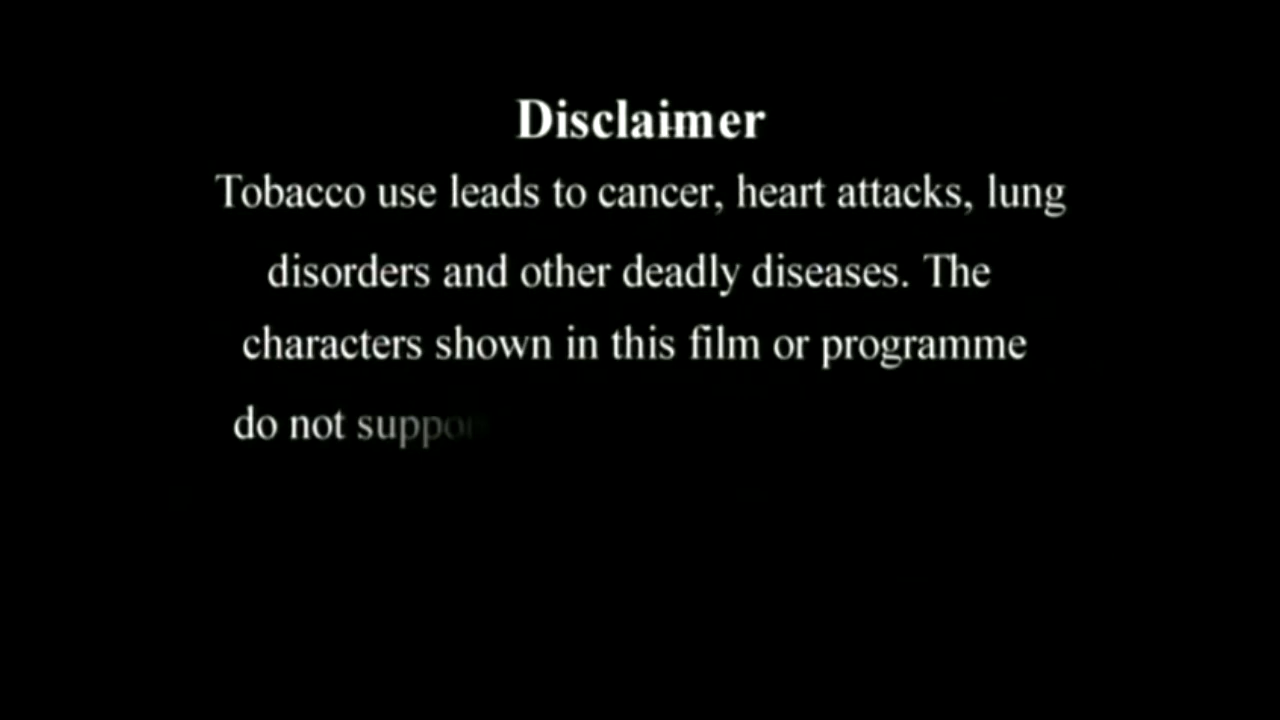 Disclaimer
Tobacco use leads to cancer, heart attacks, lung
disorders and other deadly diseases. The
characters shown in this film or programme
do not